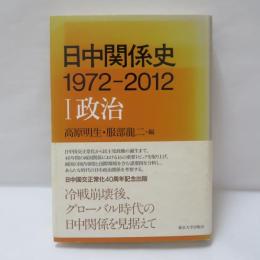 日中関係史
1972-2012
I 政治
高原明生・服部龍二・編
日中国交正常化40周年記念出版
冷戦崩壊後、
グローバル時代の
日中関係を見据えて
東京大学出版会